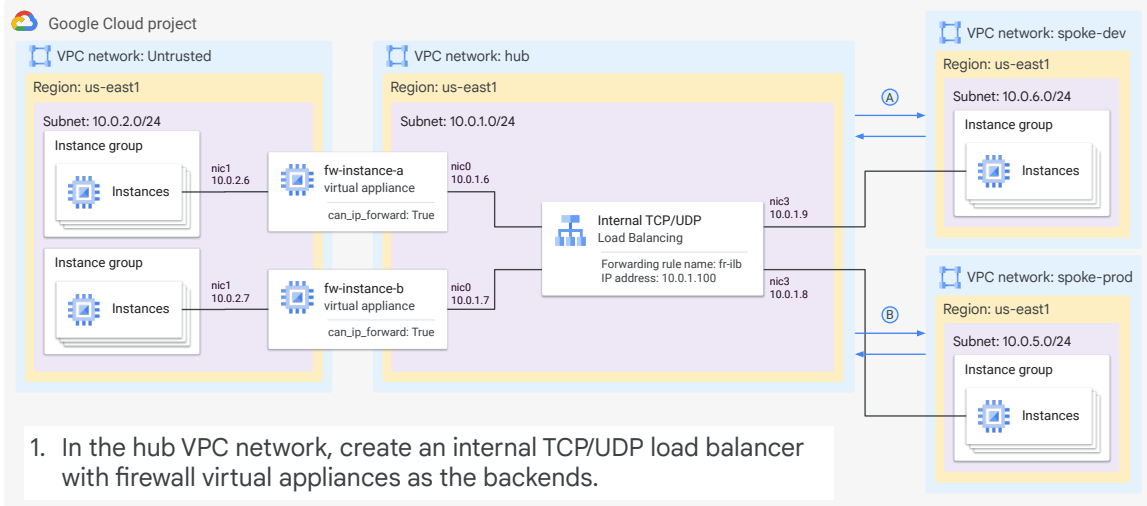 Google Cloud project
VPC network: Untrusted
Region: us-east1
Subnet: 10.0.2.0/24
Instance group
Instances
nic1
10.0.2.6
Instance group
Instances
nic1
10.0.2.7
fw-instance-a
virtual appliance
can_ip_forward: True
fw-instance-b
virtual appliance
can_ip_forward: True
VPC network: hub
Region: us-east1
Subnet: 10.0.1.0/24
nic0
10.0.1.6
nic0
10.0.1.7
Internal TCP/UDP
Load Balancing
Forwarding rule name: fr-ilb
IP address: 10.0.1.100
nic3
10.0.1.9
nic3
10.0.1.8
A
B
VPC network: spoke-dev
Region: us-east1
Subnet: 10.0.6.0/24
Instance group
Instances
VPC network: spoke-prod
Region: us-east1
Subnet: 10.0.5.0/24
Instance group
Instances
1. In the hub VPC network, create an internal TCP/UDP load balancer
with firewall virtual appliances as the backends.